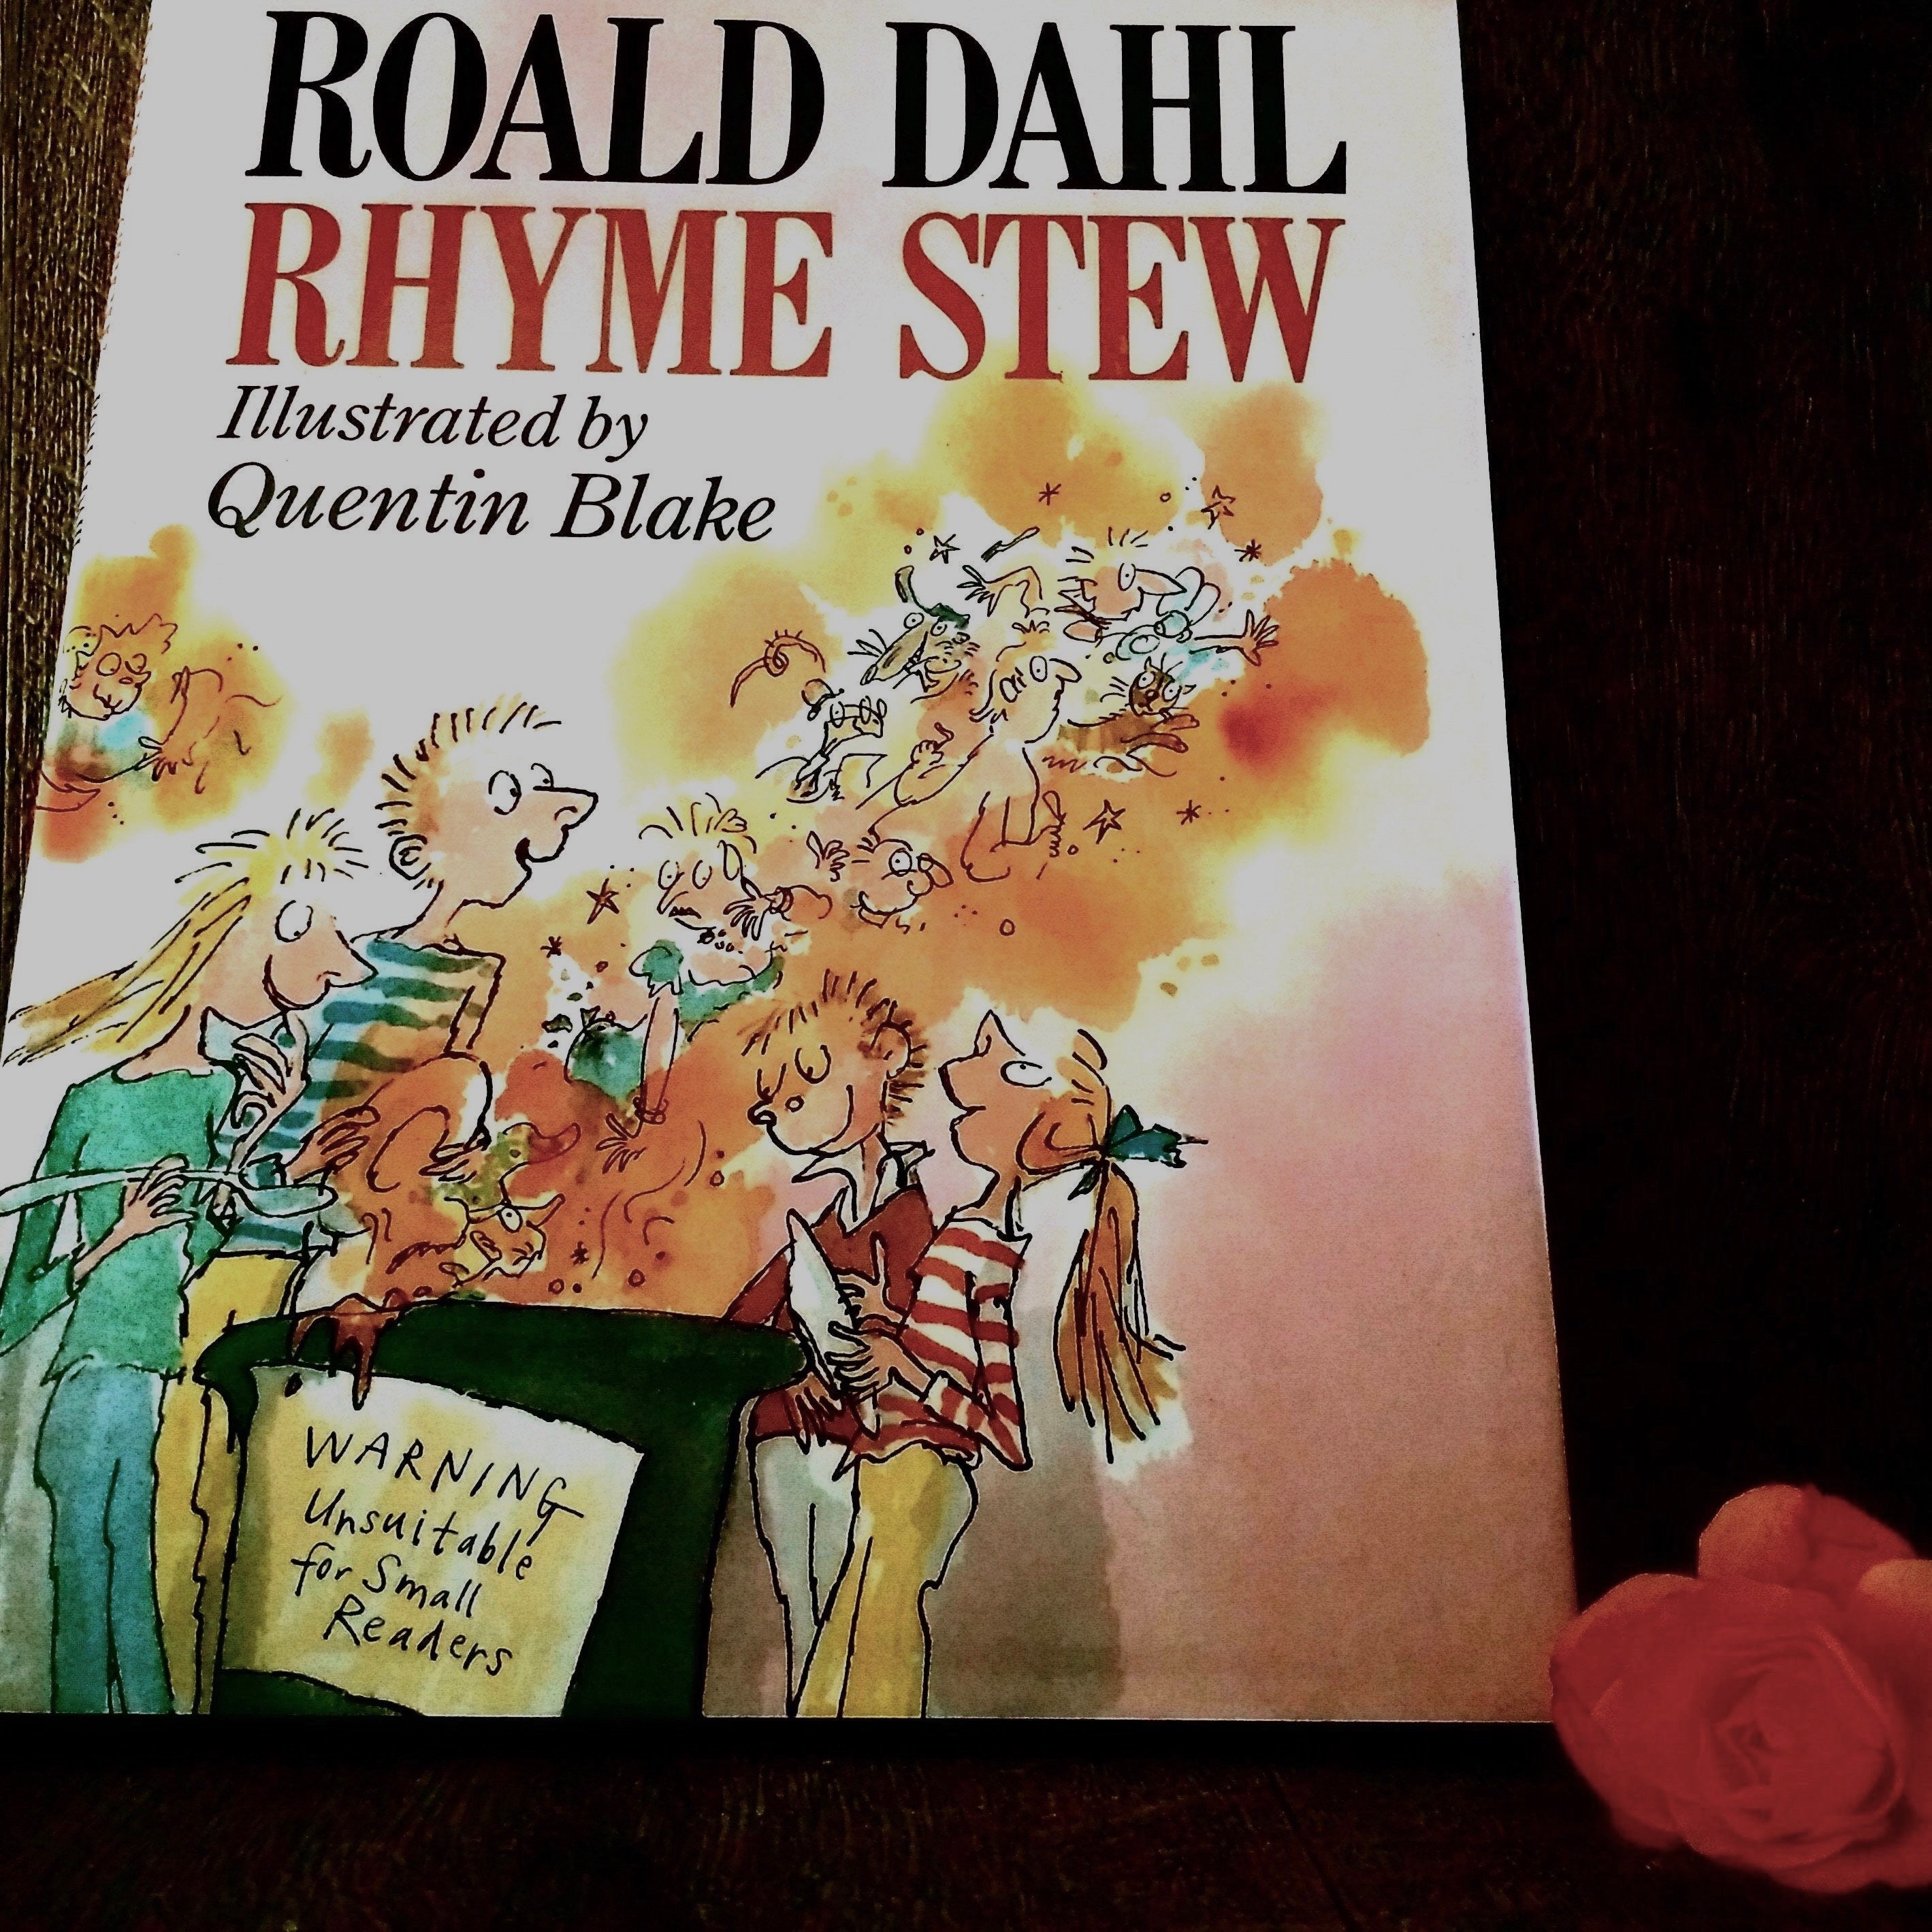 ROALD DAHL
RHYME STEW
Illustrated by
Quentin Blake
WARNING
Unsuitable
for Small
Readers